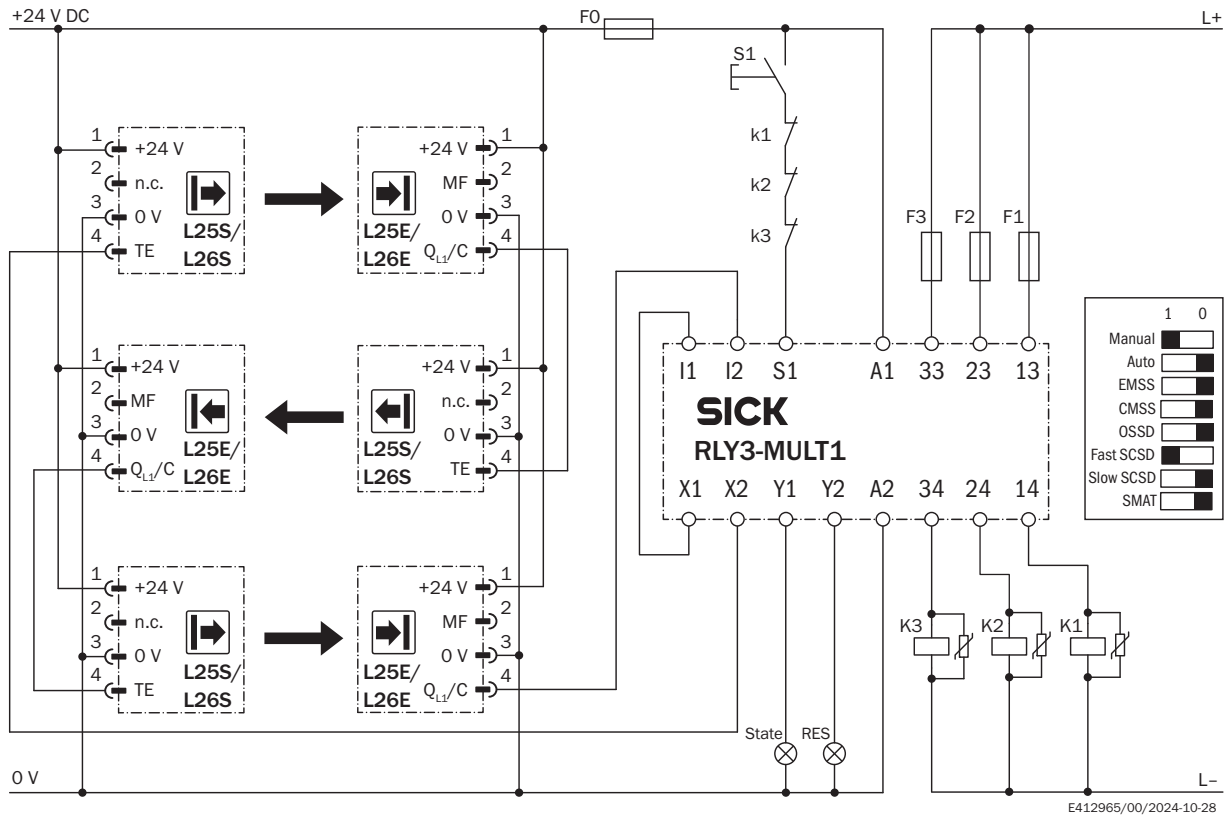 +24 V DC
F0
L+
S1
k1
k2
k3
F3
F2
F1
1
+24 V
2
n.c.
3
0 V
4
TE
L25S/
L26S
+24 V
1
MF
2
0 V
3
QL1/C
4
L25E/
L26E
1
+24 V
2
MF
3
0 V
4
QL1/C
L25E/
L26E
+24 V
1
n.c.
2
0 V
3
TE
4
L25S/
L26S
1
+24 V
2
n.c.
3
0 V
4
TE
L25S/
L26S
+24 V
1
MF
2
0 V
3
QL1/C
4
L25E/
L26E
I1 I2 S1 A1 33 23 13
SICK
RLY3-MULT1
X1 X2 Y1 Y2 A2 34 24 14
1 0
Manual
Auto
EMSS
CMSS
OSSD
Fast SCSD
Slow SCSD
SMAT
K3
K2
K1
State
RES
0 V
L–
E412965/00/2024-10-28